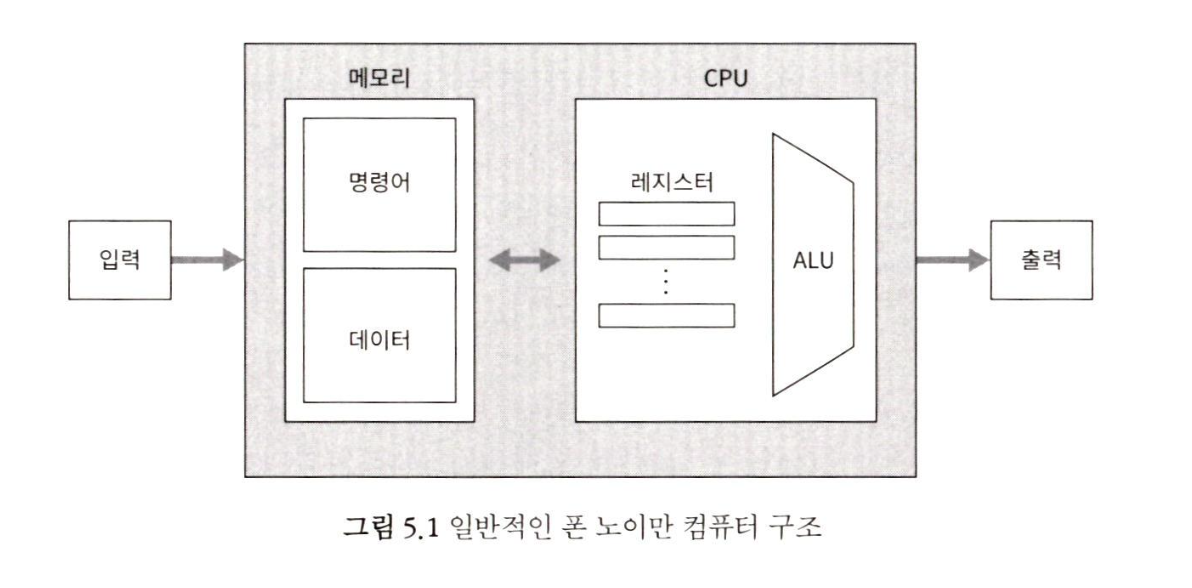 메모리
CPU
명령어
레지스터
입력
ALU
출력
데이터
그림 5.1 일반적인 폰 노이만 컴퓨터 구조